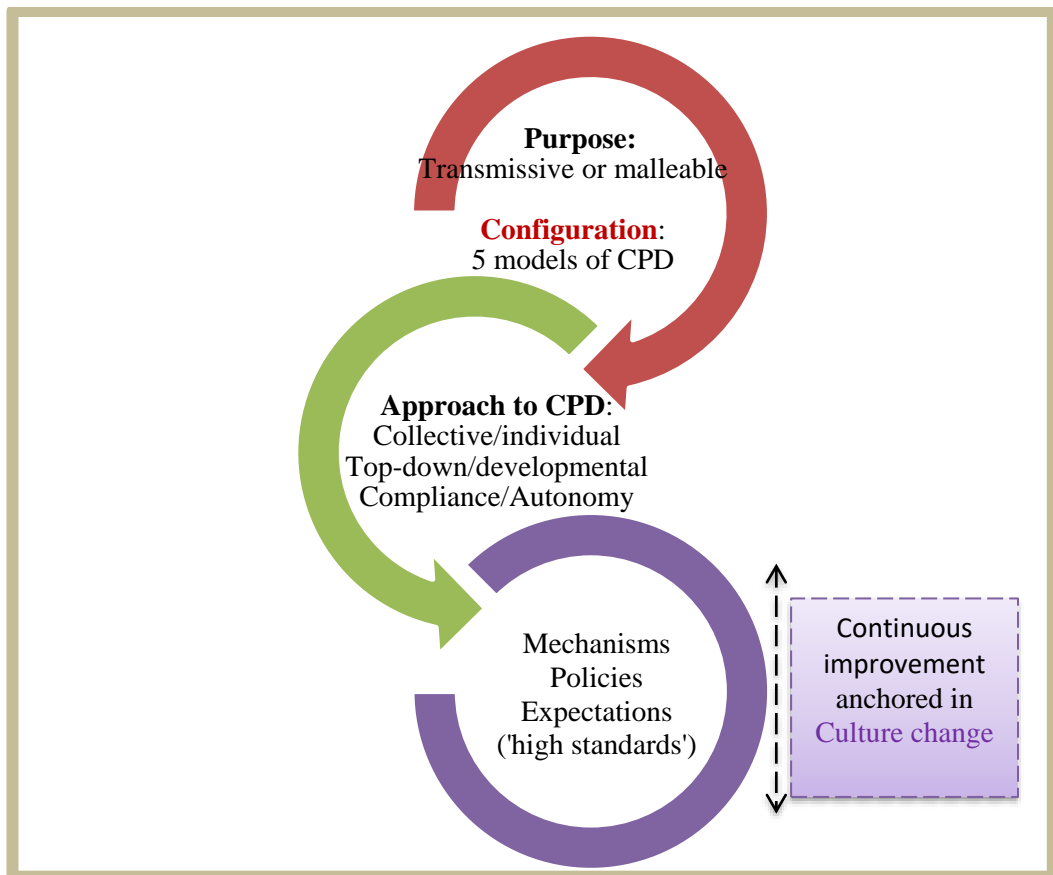 Purpose:
Transmissive or malleable
Configuration:
5 models of CPD
Approach to CPD:
Collective/individual
Top-down/developmental
Compliance/Autonomy
Mechanisms
Policies
Expectations
('high standards')
Continuous
improvement
anchored in
Culture change